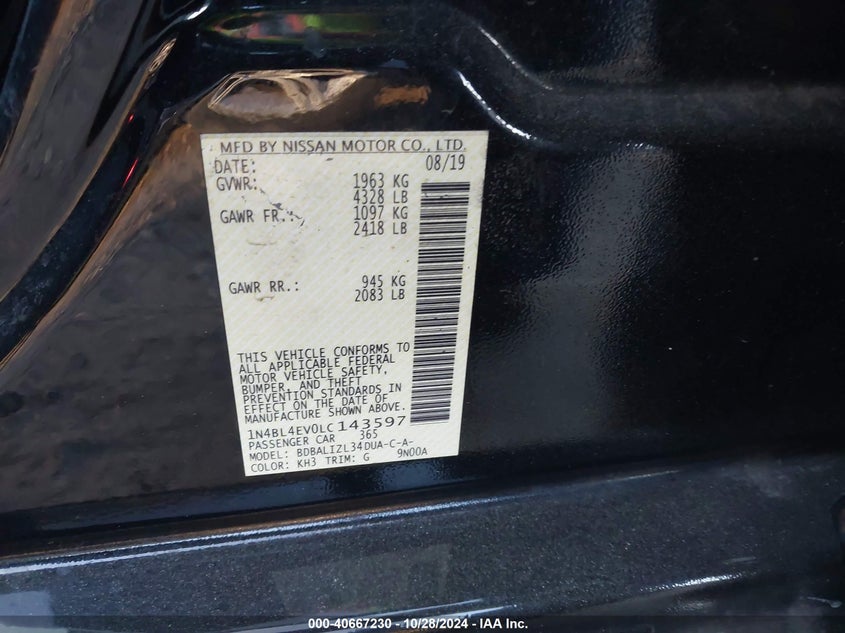 MFD BY NISSAN MOTOR CO., LTD.
DATE: 08/19
GVWR: 1963 KG
4328 LB
GAWR FR.: 1097 KG
2418 LB
GAWR RR.: 945 KG
2083 LB
THIS VEHICLE CONFORMS TO
ALL APPLICABLE FEDERAL
MOTOR VEHICLE SAFETY,
BUMPER, AND THEFT
PREVENTION STANDARDS IN
EFFECT ON THE DATE OF
MANUFACTURE SHOWN ABOVE.
1N4BL4EV0LC143597
PASSENGER CAR 365
MODEL: BDBALIZL34DUA-C-A-
COLOR: KH3 TRIM: G 9N00A
000-40667230 - 10/28/2024 - IAA Inc.